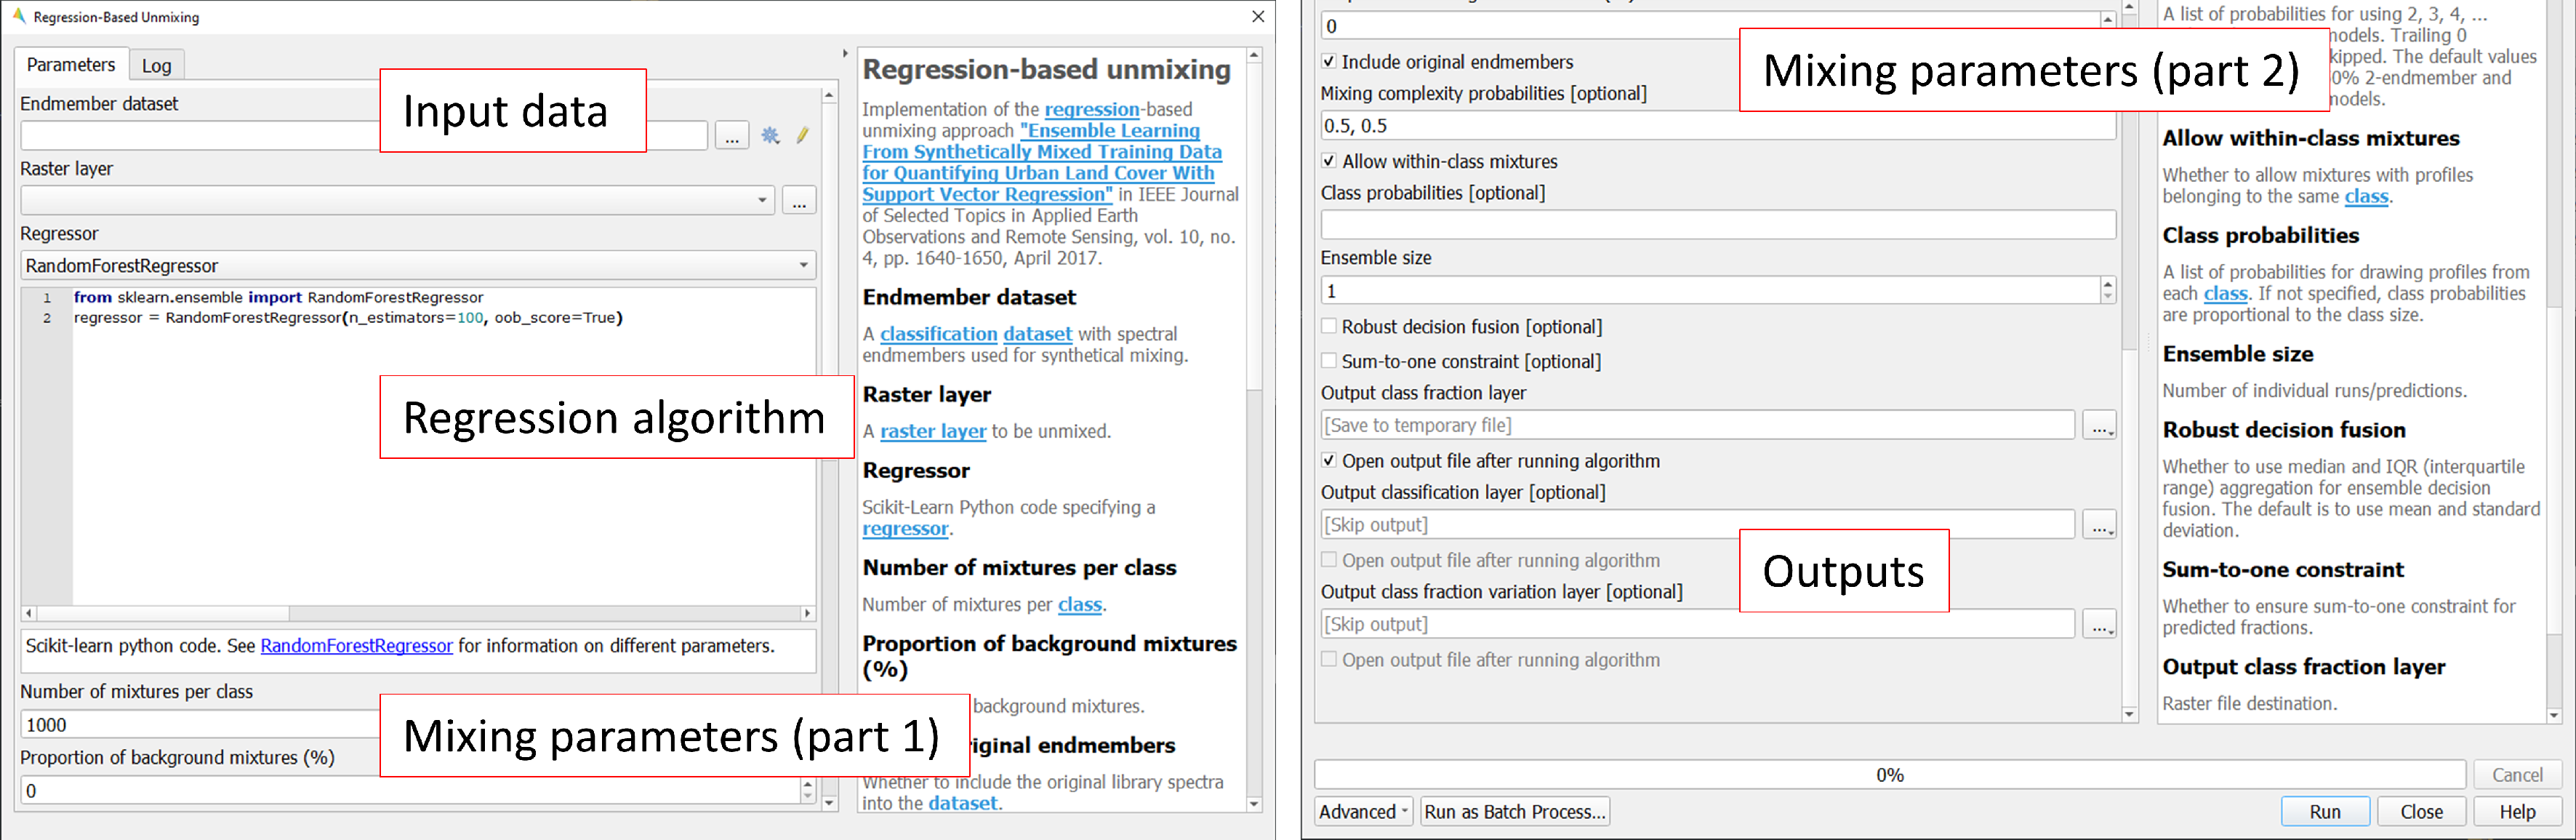 Regression-Based Unmixing
Parameters
Log
Input data
Endmember dataset
...
Raster layer
...
Regressor
RandomForestRegressor
1 from sklearn.ensemble import RandomForestRegressor
2 regressor = RandomForestRegressor(n_estimators=100, oob_score=True)
Regression algorithm
Scikit-learn python code. See RandomForestRegressor for information on different parameters.
Number of mixtures per class
1000
Mixing parameters (part 1)
Proportion of background mixtures (%)
0
Regression-based unmixing
Implementation of the regression-based
unmixing approach "Ensemble Learning
From Synthetically Mixed Training Data
for Quantifying Urban Land Cover With
Support Vector Regression" in IEEE Journal
of Selected Topics in Applied Earth
Observations and Remote Sensing, vol. 10, no.
4, pp. 1640-1650, April 2017.
Endmember dataset
A classification dataset with spectral
endmembers used for synthetical mixing.
Raster layer
A raster layer to be unmixed.
Regressor
Scikit-Learn Python code specifying a
regressor.
Number of mixtures per class
Number of mixtures per class.
Proportion of background mixtures
(%)
background mixtures.
endmembers
Whether to include the original library spectra
into the dataset.
0
Include original endmembers
Mixing complexity probabilities [optional]
0.5, 0.5
Mixing parameters (part 2)
Allow within-class mixtures
Class probabilities [optional]
Ensemble size
1
Robust decision fusion [optional]
Sum-to-one constraint [optional]
Output class fraction layer
[Save to temporary file]
...
Open output file after running algorithm
Output classification layer [optional]
[Skip output]
...
Outputs
Open output file after running algorithm
Output class fraction variation layer [optional]
[Skip output]
...
Open output file after running algorithm
A list of probabilities for using 2, 3, 4, ...
Trailing 0
The default values
2-endmember and
Allow within-class mixtures
Whether to allow mixtures with profiles
belonging to the same class.
Class probabilities
A list of probabilities for drawing profiles from
each class. If not specified, class probabilities
are proportional to the class size.
Ensemble size
Number of individual runs/predictions.
Robust decision fusion
Whether to use median and IQR (interquartile
range) aggregation for ensemble decision
fusion. The default is to use mean and standard
deviation.
Sum-to-one constraint
Whether to ensure sum-to-one constraint for
predicted fractions.
Output class fraction layer
Raster file destination.
0%
Cancel
Advanced
Run as Batch Process...
Run
Close
Help